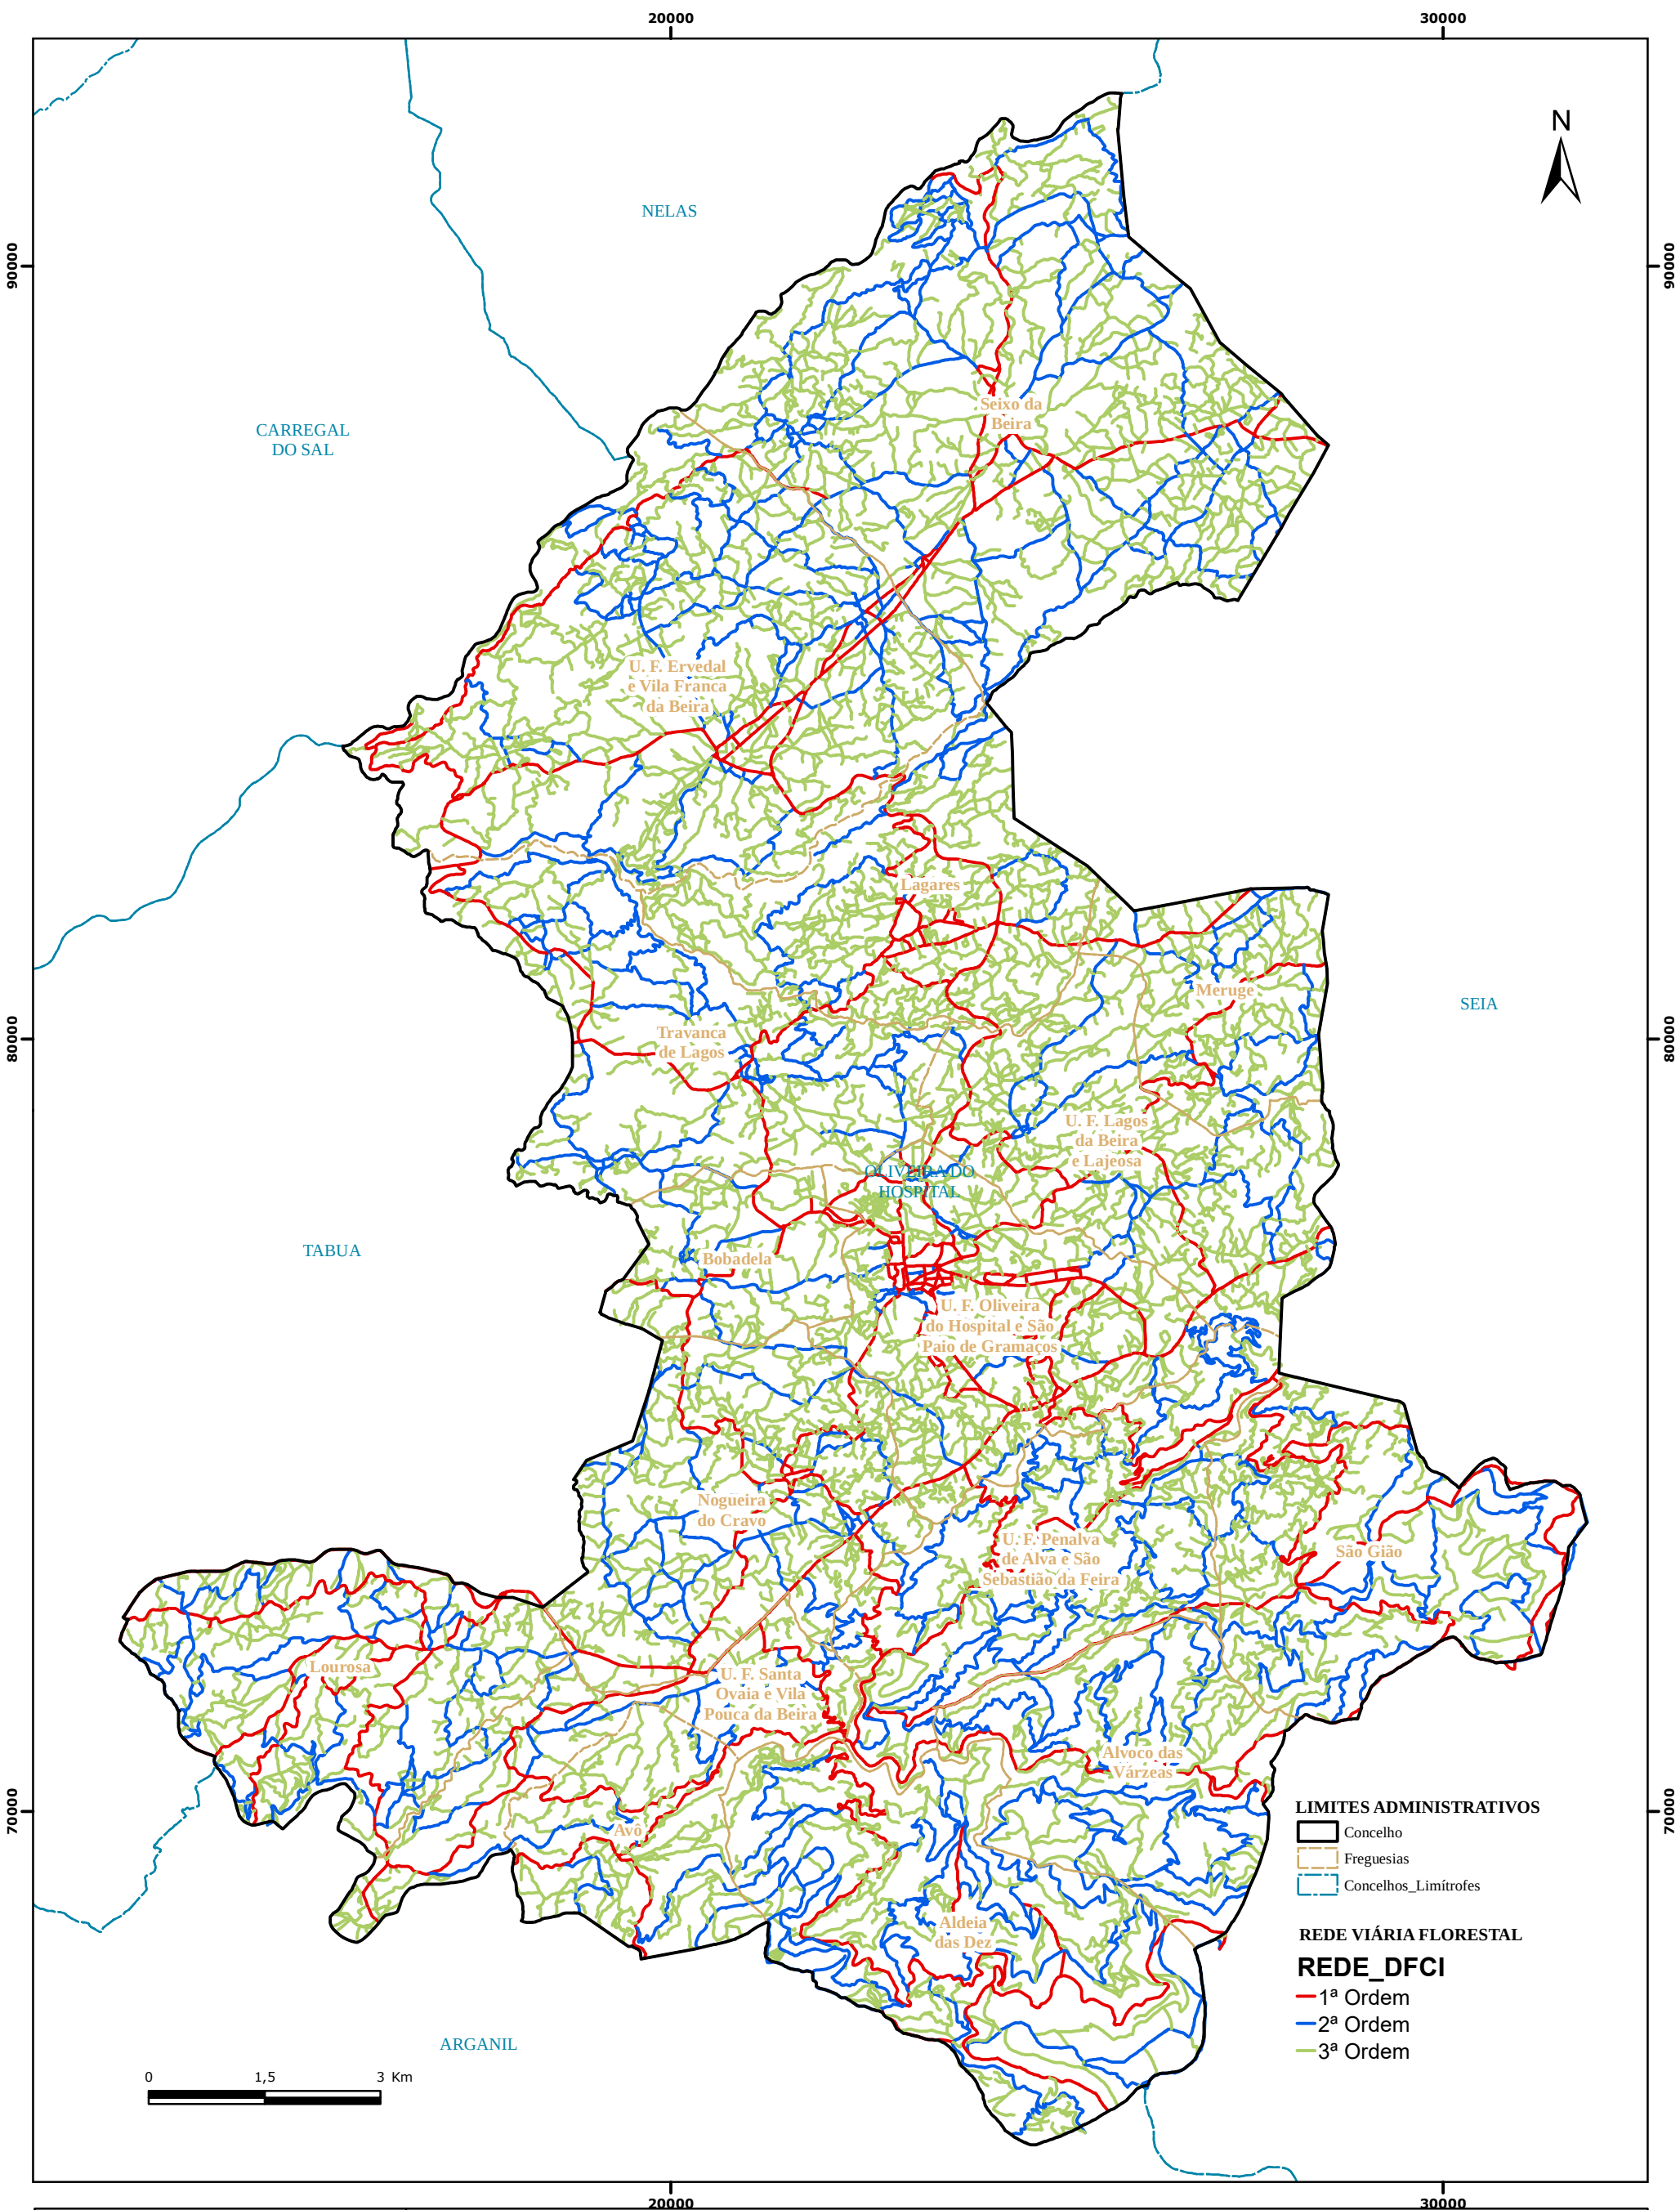 20000
30000
N
NELAS
90000
90000
Seixo da
Beira
CARREGAL
DO SAL
U. F. Ervedal
e Vila Franca
da Beira
Lagares
Meruge
SEIA
80000
80000
Travanca
de Lagos
U. F. Lagos
da Beira
e Lajeosa
OLIVEIRA DO
HOSPITAL
TABUA
Bobadela
U. F. Oliveira
do Hospital e São
Paio de Gramaços
Nogueira
do Cravo
U. F. Penalva
de Alva e São
Sebastião da Feira
São Gião
Lourosa
U. F. Santa
Ovaia e Vila
Pouca da Beira
Alvoco das
Várzeas
70000
70000
Avô
Aldeia
das Dez
LIMITES ADMINISTRATIVOS
Concelho
Freguesias
Concelhos_Limítrofes
REDE VIÁRIA FLORESTAL
REDE_DFCI
1ª Ordem
2ª Ordem
3ª Ordem
ARGANIL
0 1,5 3 Km
20000
30000